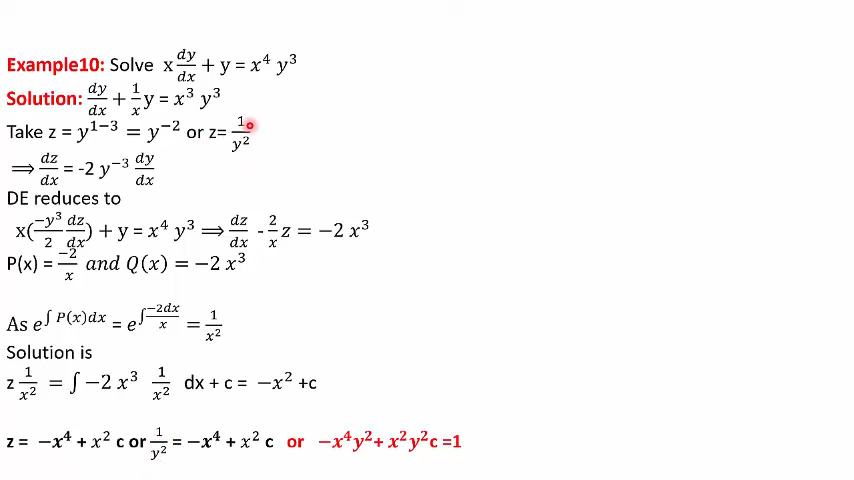 Example10: Solve x dy/dx + y = x⁴ y³
Solution: dy/dx + 1/x y = x³ y³
Take z = y¹⁻³ = y⁻² or z= 1/y²
⟹ dz/dx = -2 y⁻³ dy/dx
DE reduces to
x(−y³/2 dz/dx) + y = x⁴ y³ ⟹ dz/dx - 2/x z = −2 x³
P(x) = −2/x and Q(x) = −2 x³
As e^∫ P(x)dx = e^∫ −2dx/x = 1/x²
Solution is
z 1/x² = ∫ −2 x³ 1/x² dx + c = −x² +c
z = −x⁴ + x² c or 1/y² = −x⁴ + x² c or −x⁴y²+ x²y²c =1